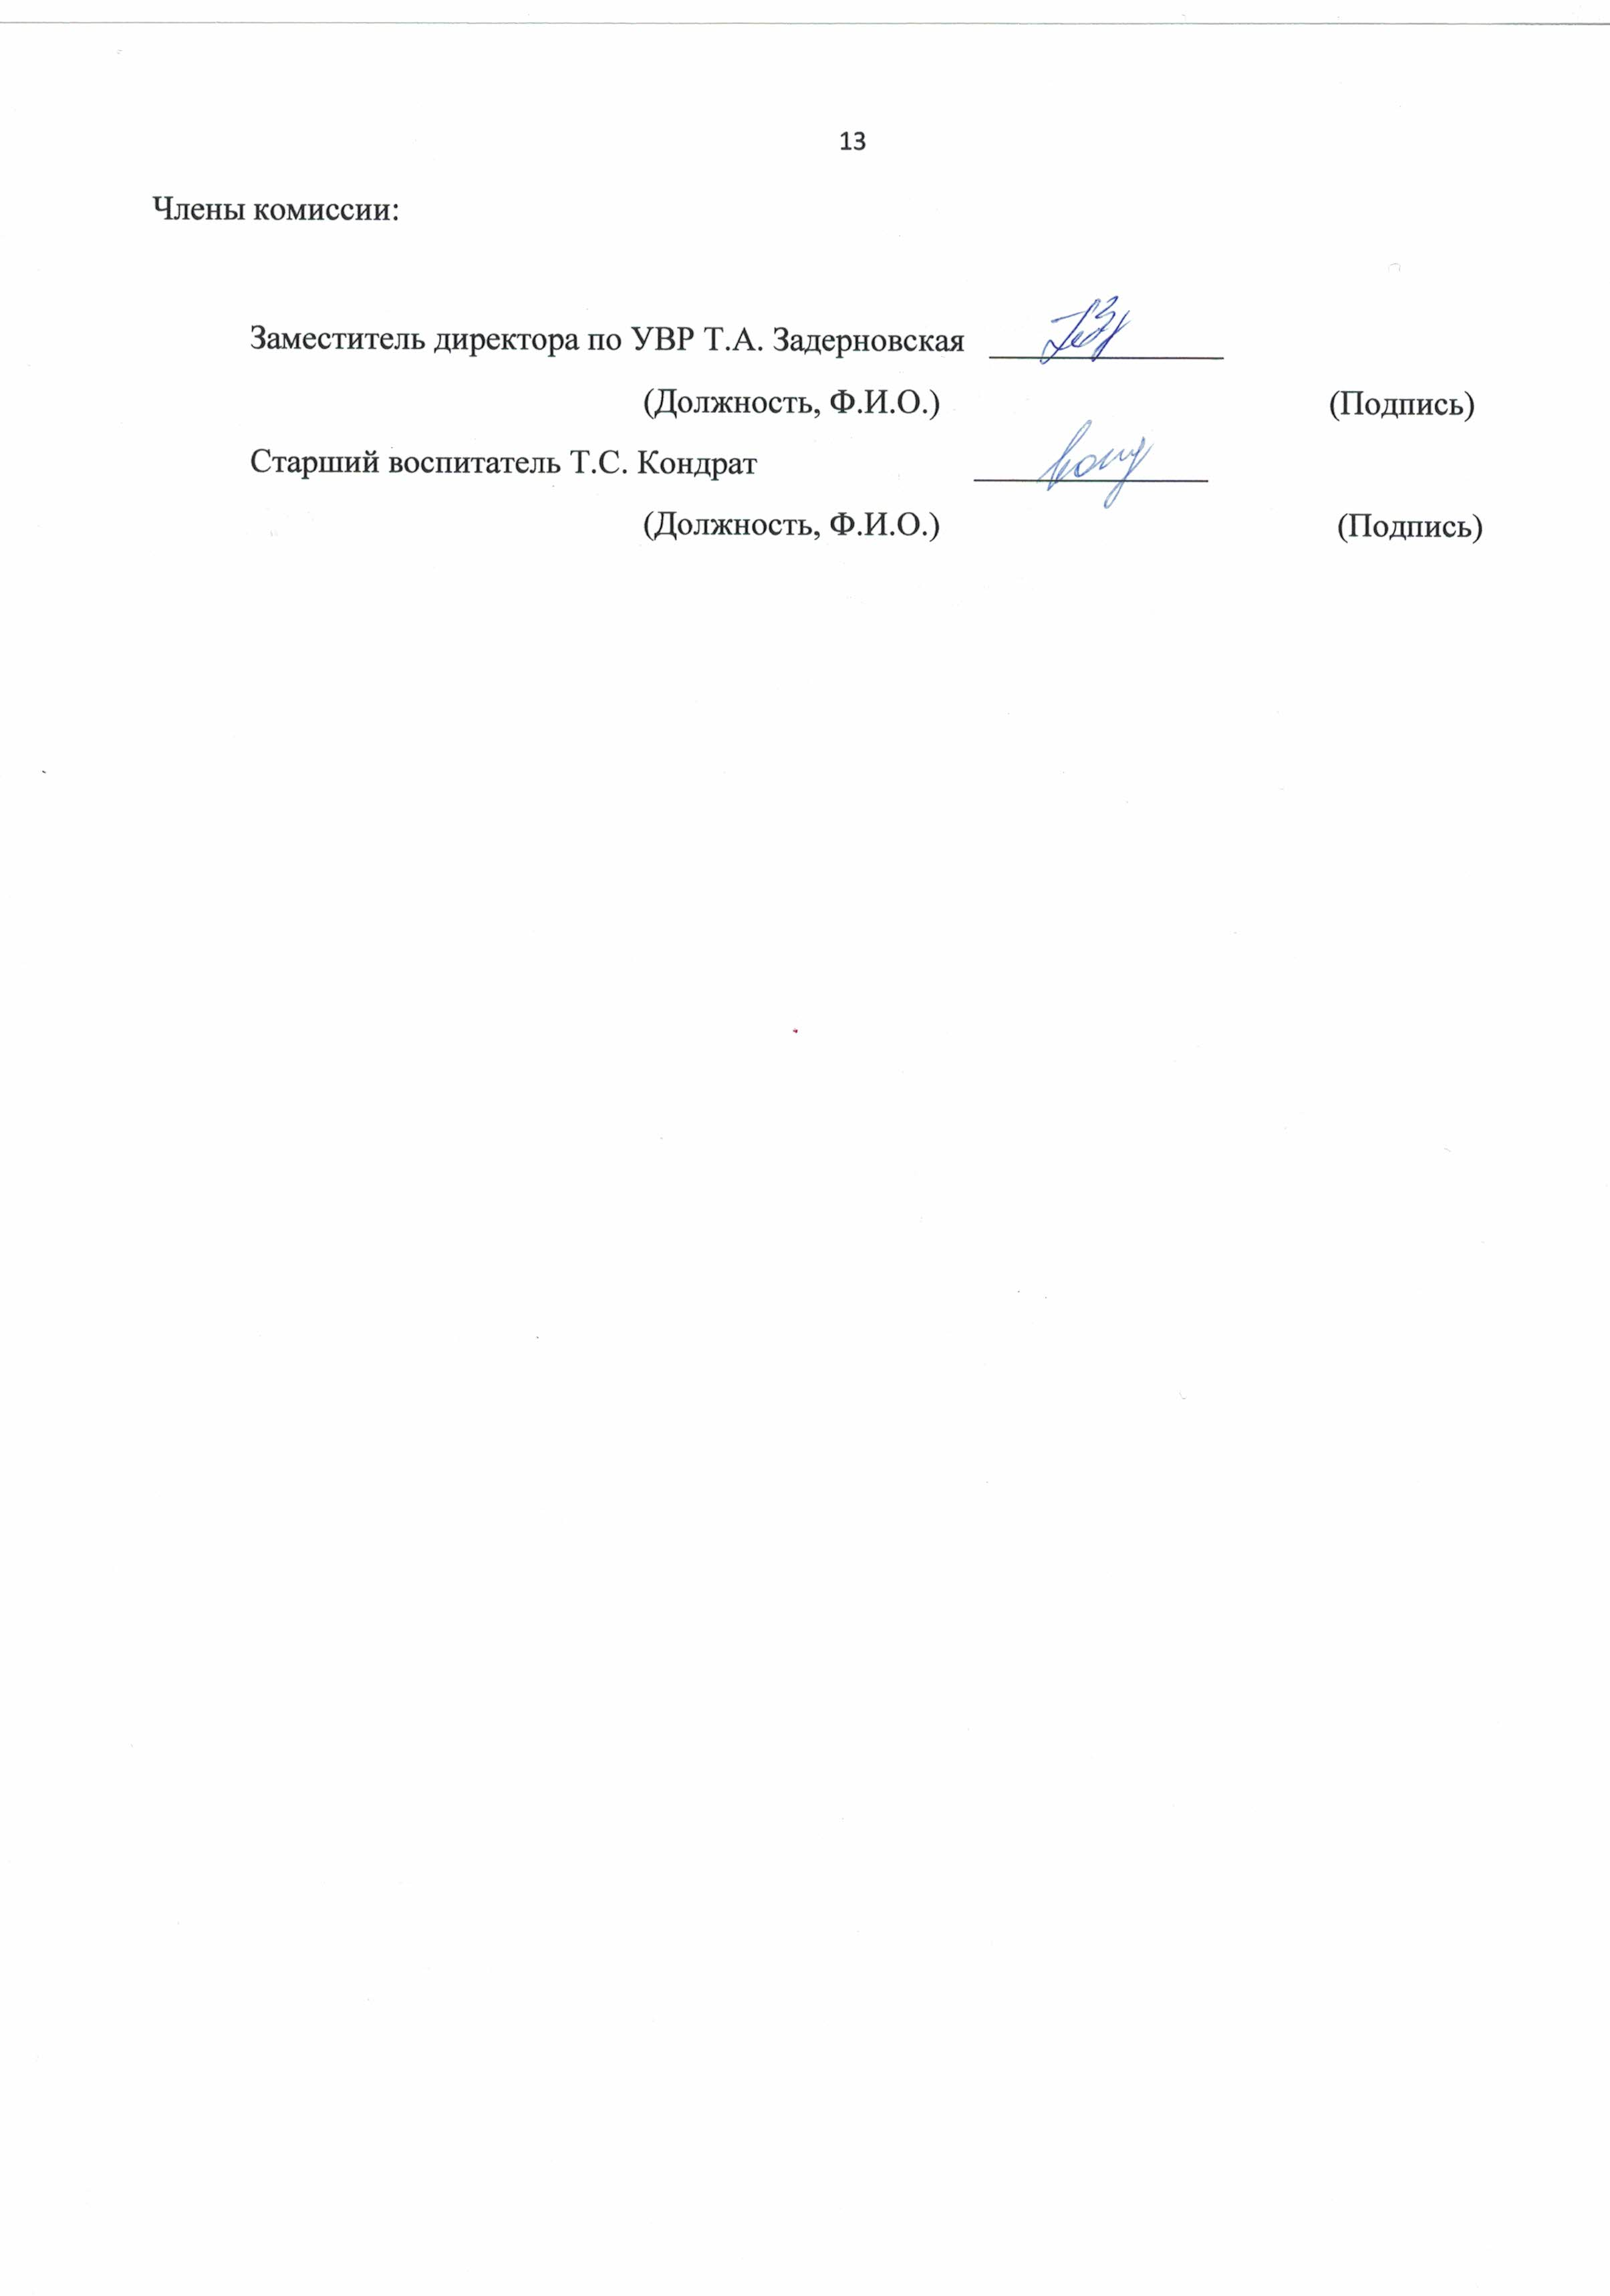 13
Члены комиссии:
Заместитель директора по УВР Т.А. Задерновская
(Должность, Ф.И.О.) (Подпись)
Старший воспитатель Т.С. Кондрат
(Должность, Ф.И.О.) (Подпись)